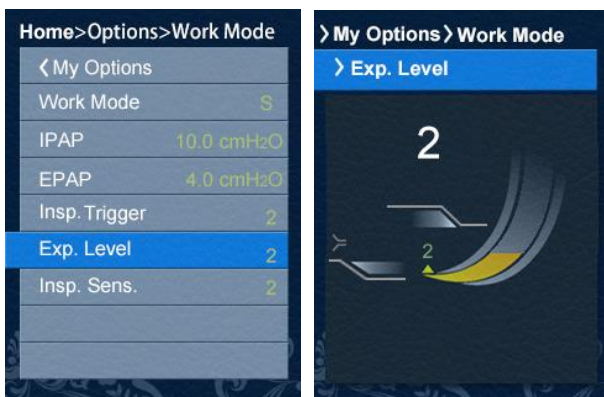 Home>Options>Work Mode
<My Options
Work Mode S
IPAP 10.0 cmH2O
EPAP 4.0 cmH2O
Insp. Trigger 2
Exp. Level 2
Insp. Sens. 2
>My Options>Work Mode
>Exp. Level
2
2